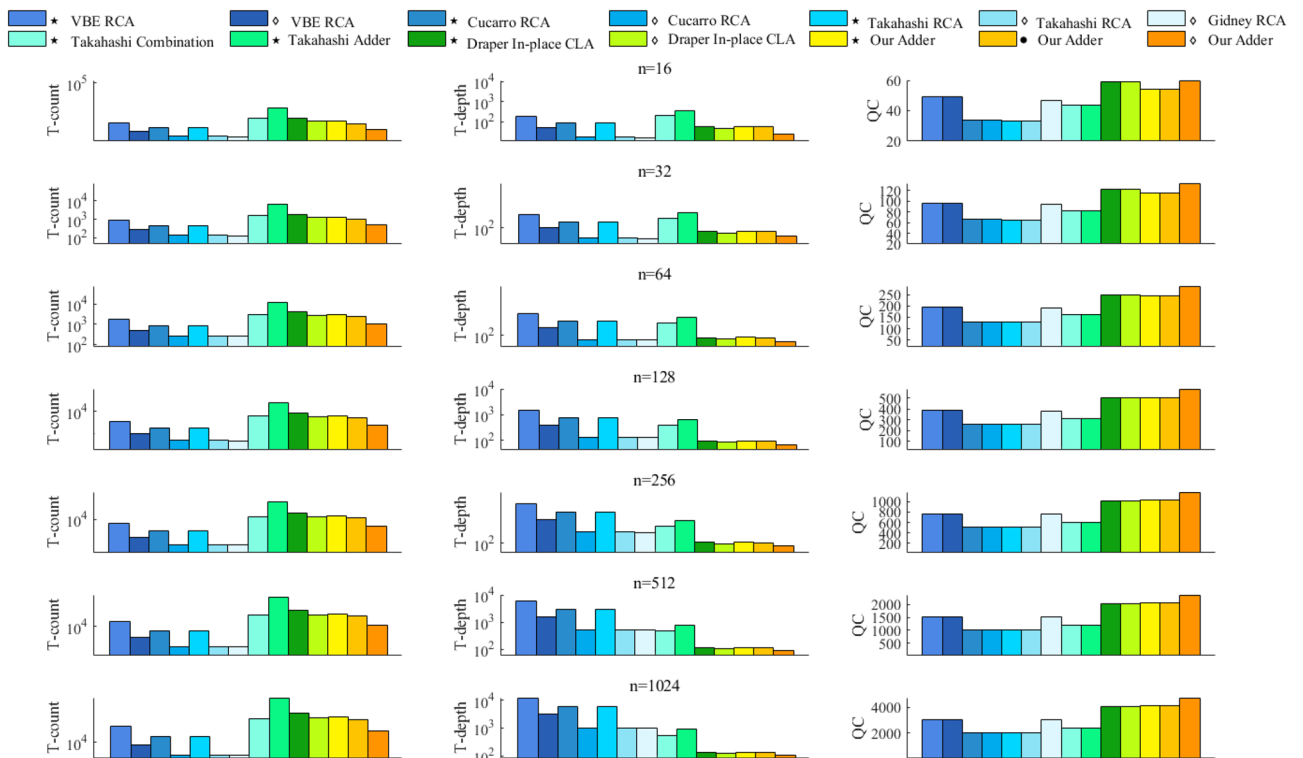 ★ VBE RCA ◊ VBE RCA ★ Cucarro RCA ◊ Cucarro RCA ★ Takahashi RCA ◊ Takahashi RCA ◊ Gidney RCA
★ Takahashi Combination ★ Takahashi Adder ★ Draper In-place CLA ◊ Draper In-place CLA ★ Our Adder ● Our Adder ◊ Our Adder
n=16
T-count
10^5
T-depth
10^4
10^3
10^2
QC
60
40
20
n=32
T-count
10^4
10^3
10^2
T-depth
10^2
QC
120
100
80
60
40
20
n=64
T-count
10^4
10^3
10^2
T-depth
10^2
QC
250
200
150
100
50
n=128
T-count
10^4
T-depth
10^4
10^3
10^2
QC
500
400
300
200
100
n=256
T-count
10^4
T-depth
10^2
QC
1000
800
600
400
200
n=512
T-count
10^4
T-depth
10^4
10^3
10^2
QC
2000
1500
1000
500
n=1024
T-count
10^4
T-depth
10^4
10^3
10^2
QC
4000
2000